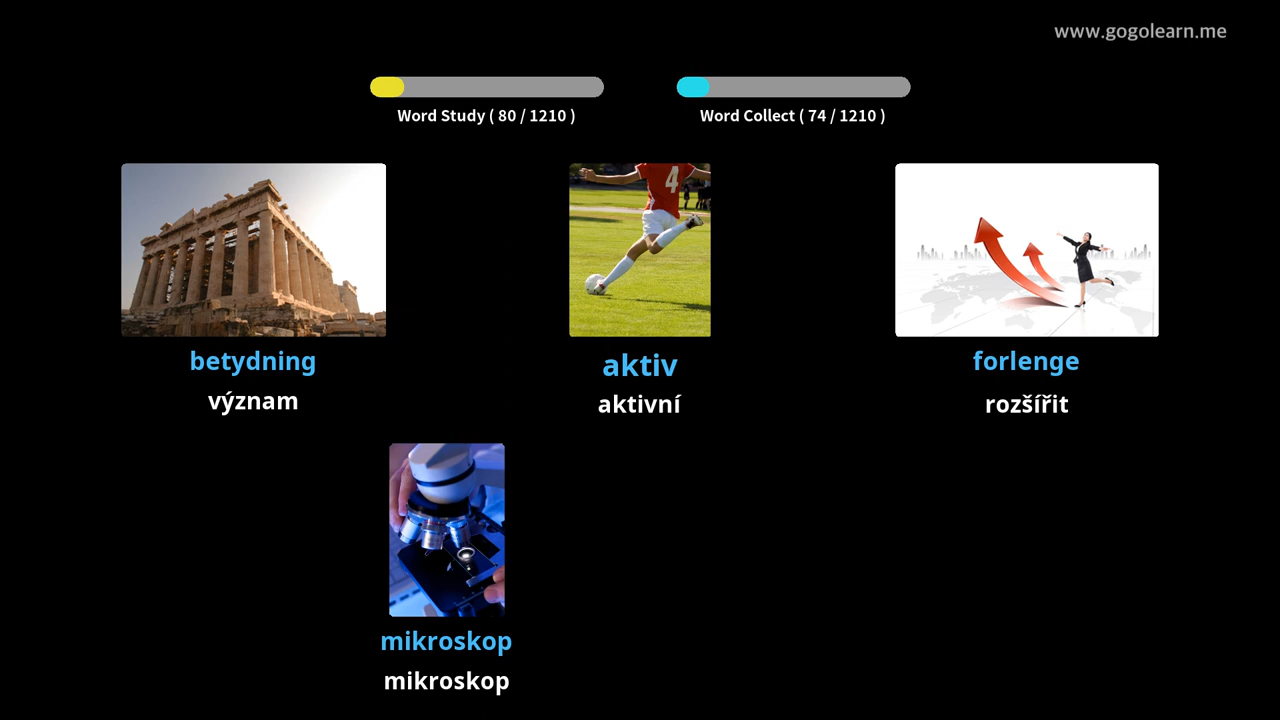 www.gogolearn.me
Word Study ( 80 / 1210 )
Word Collect ( 74 / 1210 )
4
betydning
aktiv
forlenge
význam
aktivní
rozšířit
mikroskop
mikroskop